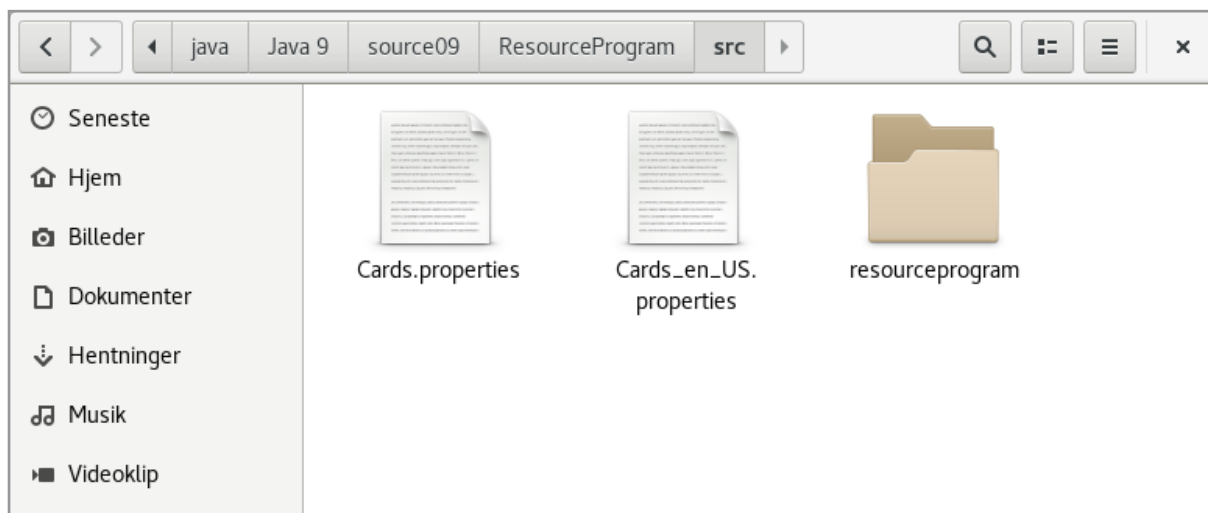 java Java 9 source09 ResourceProgram src
Seneste
Hjem
Billeder
Dokumenter
Hentninger
Musik
Videoklip
Cards.properties
Cards_en_US.
properties
resourceprogram